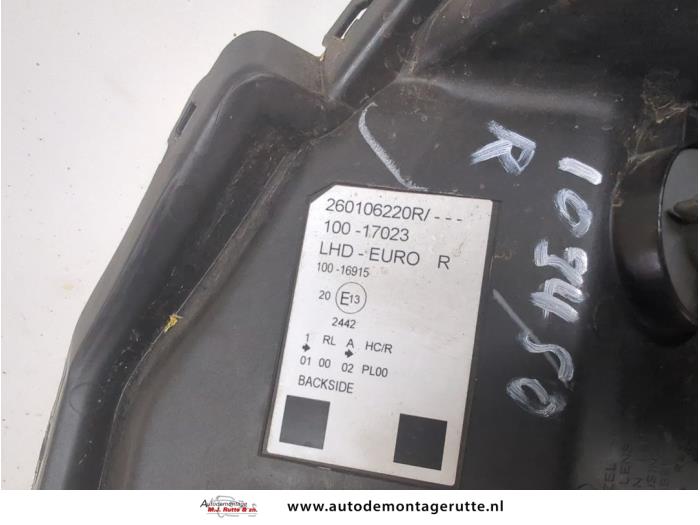 260106220R/- - -
100 -17023
LHD - EURO R
100 -16915
20 E13
2442
1 RL A HC/R
01 00 02 PL00
BACKSIDE
R
Autodemontage
M.J. Rutte & zn.
www.autodemontagerutte.nl